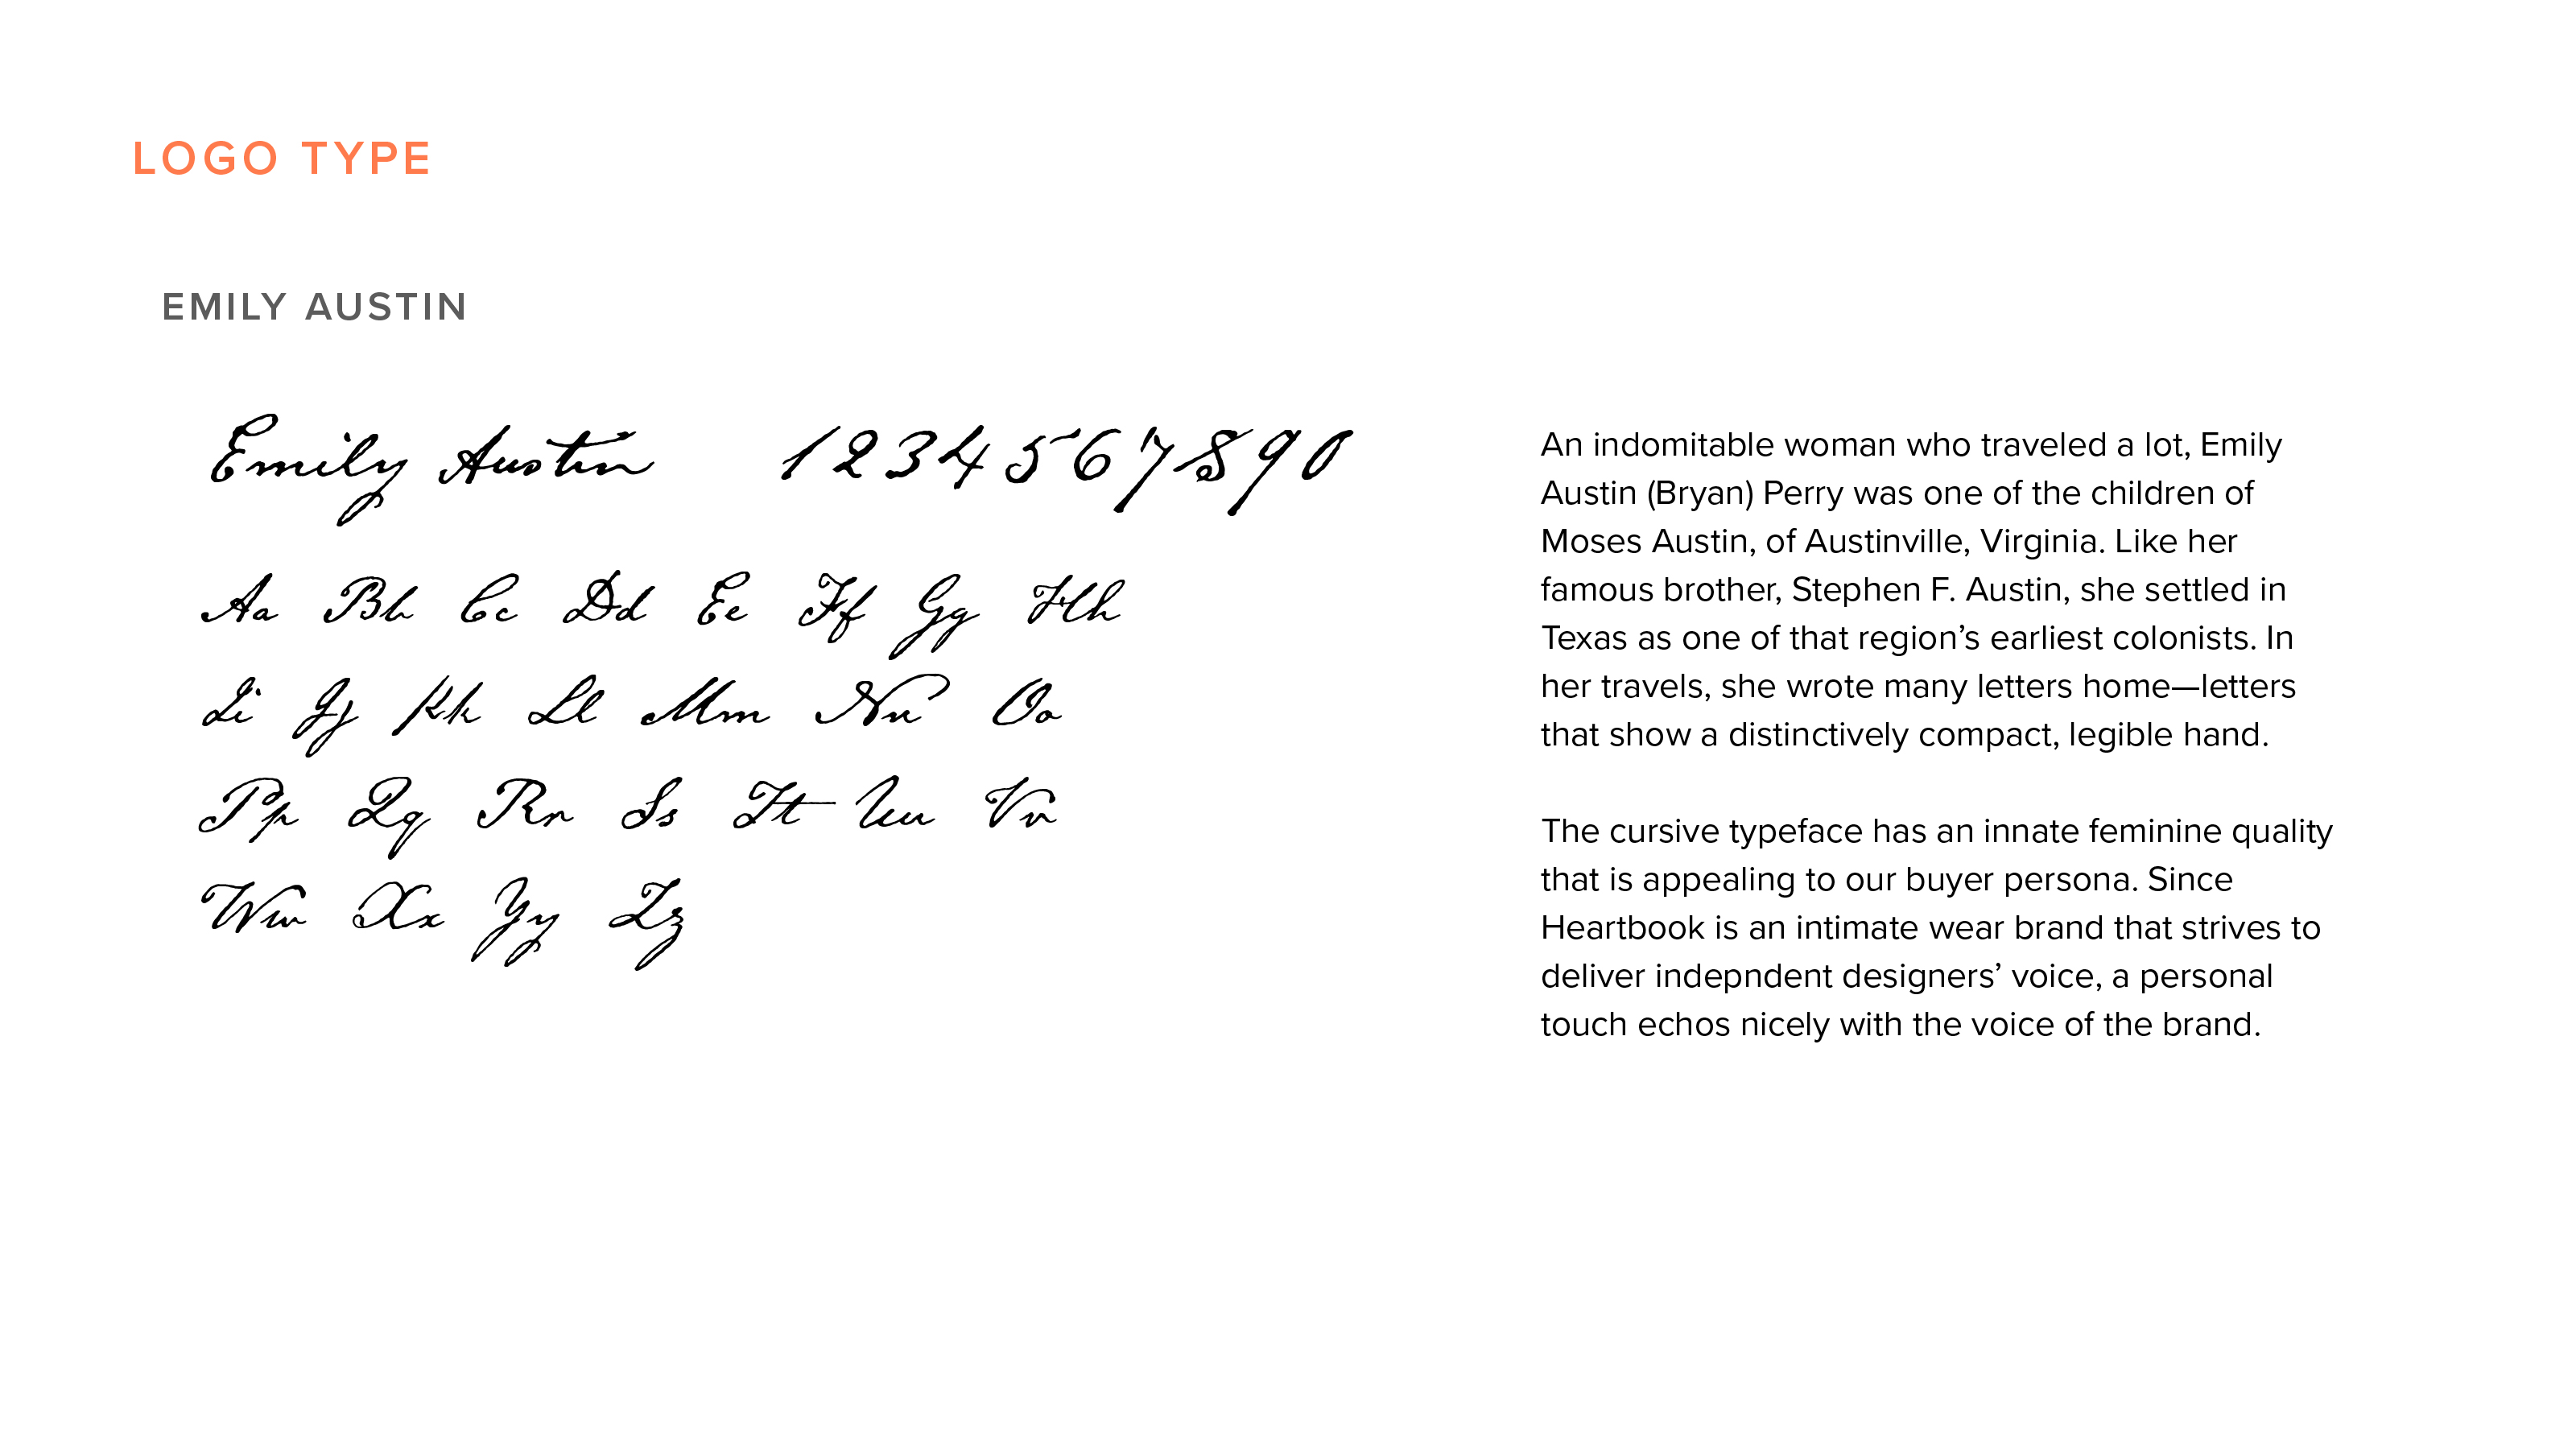 LOGO TYPE
EMILY AUSTIN
Emily Austin 1234567890
Aa Bb Cc Dd Ee Ff Gg Hh
Ii Jj Kk Ll Mm Nn Oo
Pp Qq Rr Ss Tt Uu Vv
Ww Xx Yy Zz
An indomitable woman who traveled a lot, Emily
Austin (Bryan) Perry was one of the children of
Moses Austin, of Austinville, Virginia. Like her
famous brother, Stephen F. Austin, she settled in
Texas as one of that region’s earliest colonists. In
her travels, she wrote many letters home—letters
that show a distinctively compact, legible hand.
The cursive typeface has an innate feminine quality
that is appealing to our buyer persona. Since
Heartbook is an intimate wear brand that strives to
deliver indepndent designers’ voice, a personal
touch echos nicely with the voice of the brand.